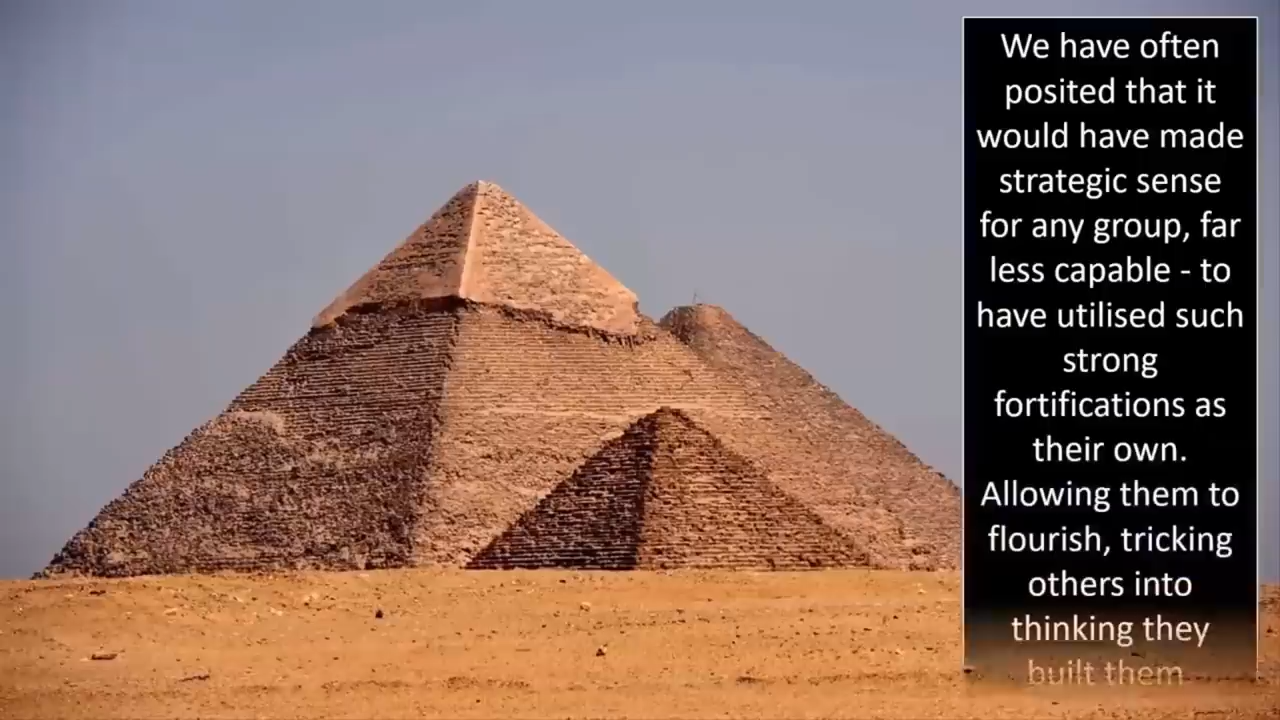 We have often
posited that it
would have made
strategic sense
for any group, far
less capable - to
have utilised such
strong
fortifications as
their own.
Allowing them to
flourish, tricking
others into
thinking they
built them